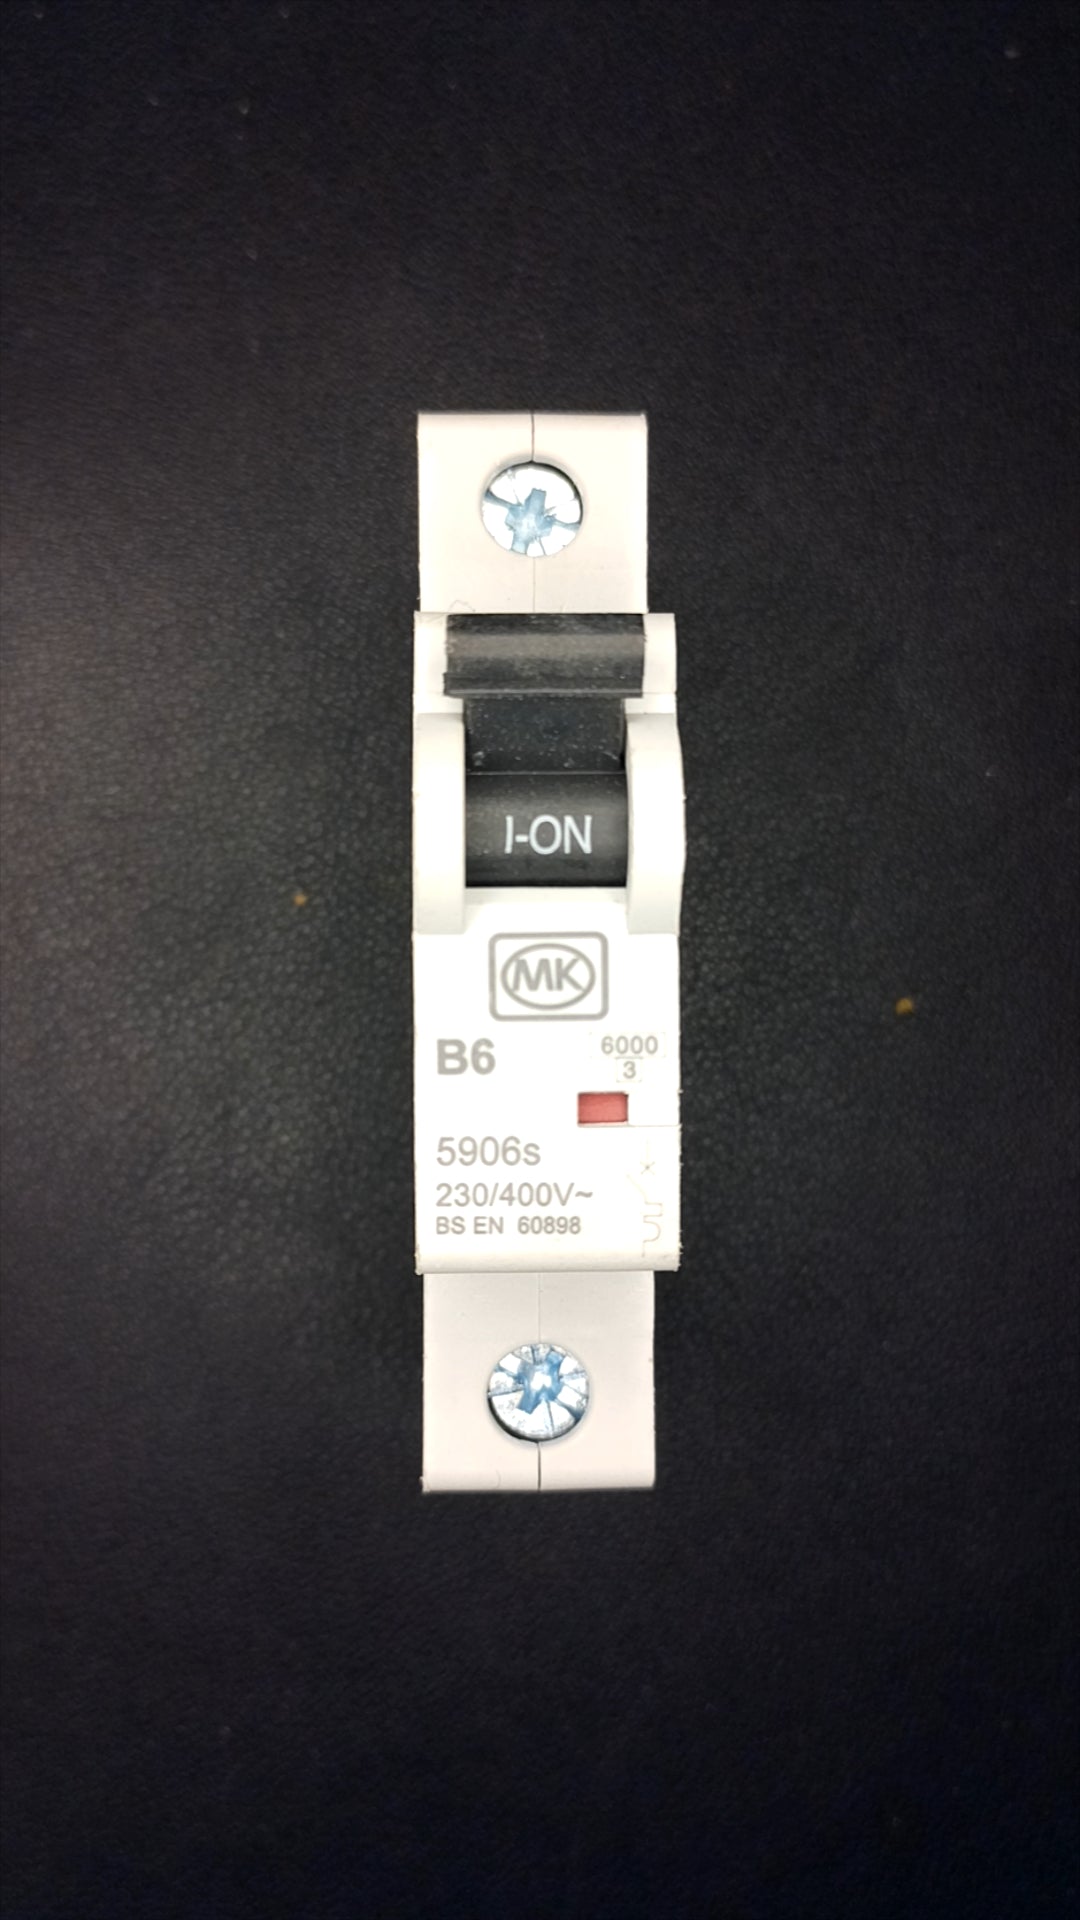 I-ON
MK
B6
6000
3
5906s
230/400V~
BS EN 60898